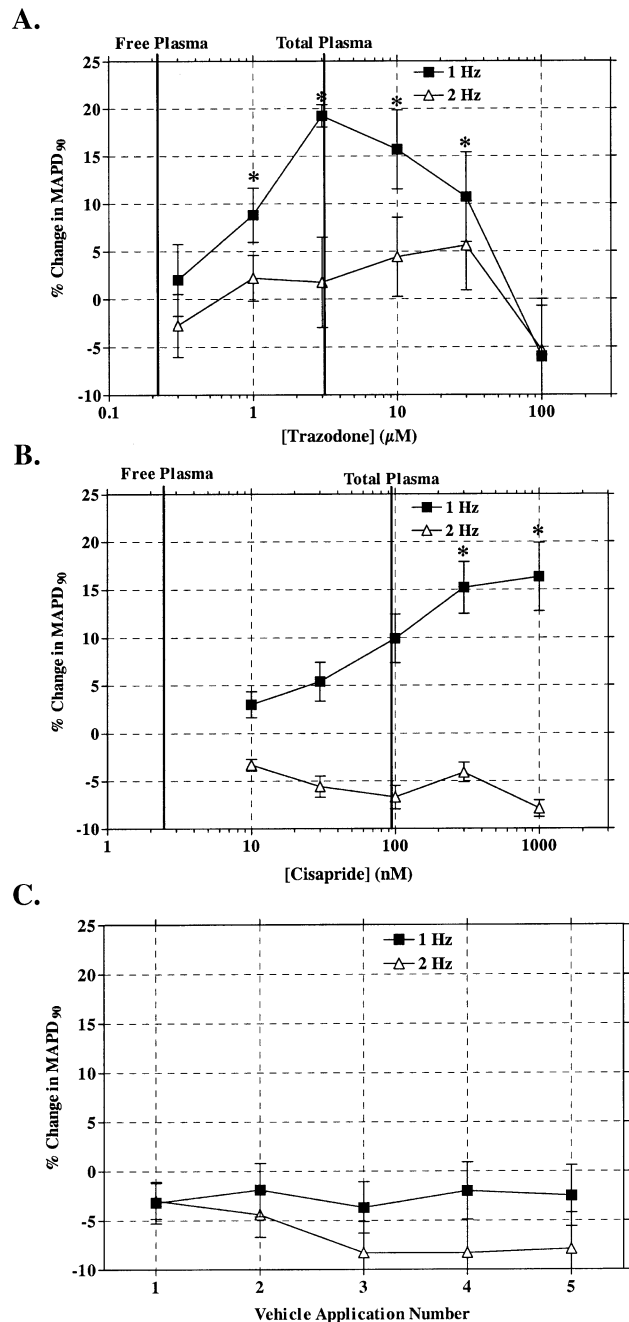 A.
Free Plasma Total Plasma
25
20
15
10
5
0
-5
-10
% Change in MAPD90
1 Hz
2 Hz
*
*
*
*
0.1 1 10 100
[Trazodone] (µM)
B.
Free Plasma Total Plasma
25
20
15
10
5
0
-5
-10
% Change in MAPD90
1 Hz
2 Hz
*
*
1 10 100 1000
[Cisapride] (nM)
C.
25
20
15
10
5
0
-5
-10
% Change in MAPD90
1 Hz
2 Hz
1 2 3 4 5
Vehicle Application Number